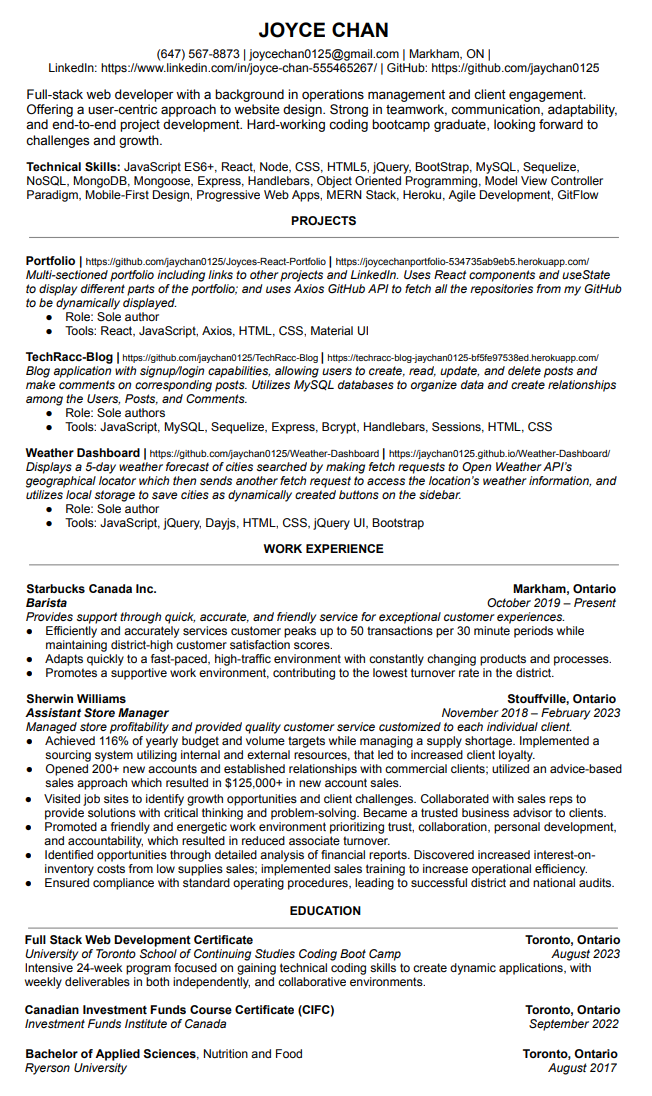 JOYCE CHAN
(647) 567-8873 | joycechan0125@gmail.com | Markham, ON |
LinkedIn: https://www.linkedin.com/in/joyce-chan-555465267/ | GitHub: https://github.com/jaychan0125
Full-stack web developer with a background in operations management and client engagement.
Offering a user-centric approach to website design. Strong in teamwork, communication, adaptability,
and end-to-end project development. Hard-working coding bootcamp graduate, looking forward to
challenges and growth.
Technical Skills: JavaScript ES6+, React, Node, CSS, HTML5, jQuery, BootStrap, MySQL, Sequelize,
NoSQL, MongoDB, Mongoose, Express, Handlebars, Object Oriented Programming, Model View Controller
Paradigm, Mobile-First Design, Progressive Web Apps, MERN Stack, Heroku, Agile Development, GitFlow
PROJECTS
Portfolio | https://github.com/jaychan0125/Joyces-React-Portfolio | https://joycechanportfolio-534735ab9eb5.herokuapp.com/
Multi-sectioned portfolio including links to other projects and LinkedIn. Uses React components and useState
to display different parts of the portfolio; and uses Axios GitHub API to fetch all the repositories from my GitHub
to be dynamically displayed.
● Role: Sole author
● Tools: React, JavaScript, Axios, HTML, CSS, Material UI
TechRacc-Blog | https://github.com/jaychan0125/TechRacc-Blog | https://techracc-blog-jaychan0125-bf5fe97538ed.herokuapp.com/
Blog application with signup/login capabilities, allowing users to create, read, update, and delete posts and
make comments on corresponding posts. Utilizes MySQL databases to organize data and create relationships
among the Users, Posts, and Comments.
● Role: Sole authors
● Tools: JavaScript, MySQL, Sequelize, Express, Bcrypt, Handlebars, Sessions, HTML, CSS
Weather Dashboard | https://github.com/jaychan0125/Weather-Dashboard | https://jaychan0125.github.io/Weather-Dashboard/
Displays a 5-day weather forecast of cities searched by making fetch requests to Open Weather API's
geographical locator which then sends another fetch request to access the location's weather information, and
utilizes local storage to save cities as dynamically created buttons on the sidebar.
● Role: Sole author
● Tools: JavaScript, jQuery, Dayjs, HTML, CSS, jQuery UI, Bootstrap
WORK EXPERIENCE
Starbucks Canada Inc. Markham, Ontario
Barista October 2019 – Present
Provides support through quick, accurate, and friendly service for exceptional customer experiences.
● Efficiently and accurately services customer peaks up to 50 transactions per 30 minute periods while
maintaining district-high customer satisfaction scores.
● Adapts quickly to a fast-paced, high-traffic environment with constantly changing products and processes.
● Promotes a supportive work environment, contributing to the lowest turnover rate in the district.
Sherwin Williams Stouffville, Ontario
Assistant Store Manager November 2018 – February 2023
Managed store profitability and provided quality customer service customized to each individual client.
● Achieved 116% of yearly budget and volume targets while managing a supply shortage. Implemented a
sourcing system utilizing internal and external resources, that led to increased client loyalty.
● Opened 200+ new accounts and established relationships with commercial clients; utilized an advice-based
sales approach which resulted in $125,000+ in new account sales.
● Visited job sites to identify growth opportunities and client challenges. Collaborated with sales reps to
provide solutions with critical thinking and problem-solving. Became a trusted business advisor to clients.
● Promoted a friendly and energetic work environment prioritizing trust, collaboration, personal development,
and accountability, which resulted in reduced associate turnover.
● Identified opportunities through detailed analysis of financial reports. Discovered increased interest-on-
inventory costs from low supplies sales; implemented sales training to increase operational efficiency.
● Ensured compliance with standard operating procedures, leading to successful district and national audits.
EDUCATION
Full Stack Web Development Certificate Toronto, Ontario
University of Toronto School of Continuing Studies Coding Boot Camp August 2023
Intensive 24-week program focused on gaining technical coding skills to create dynamic applications, with
weekly deliverables in both independently, and collaborative environments.
Canadian Investment Funds Course Certificate (CIFC) Toronto, Ontario
Investment Funds Institute of Canada September 2022
Bachelor of Applied Sciences, Nutrition and Food Toronto, Ontario
Ryerson University August 2017